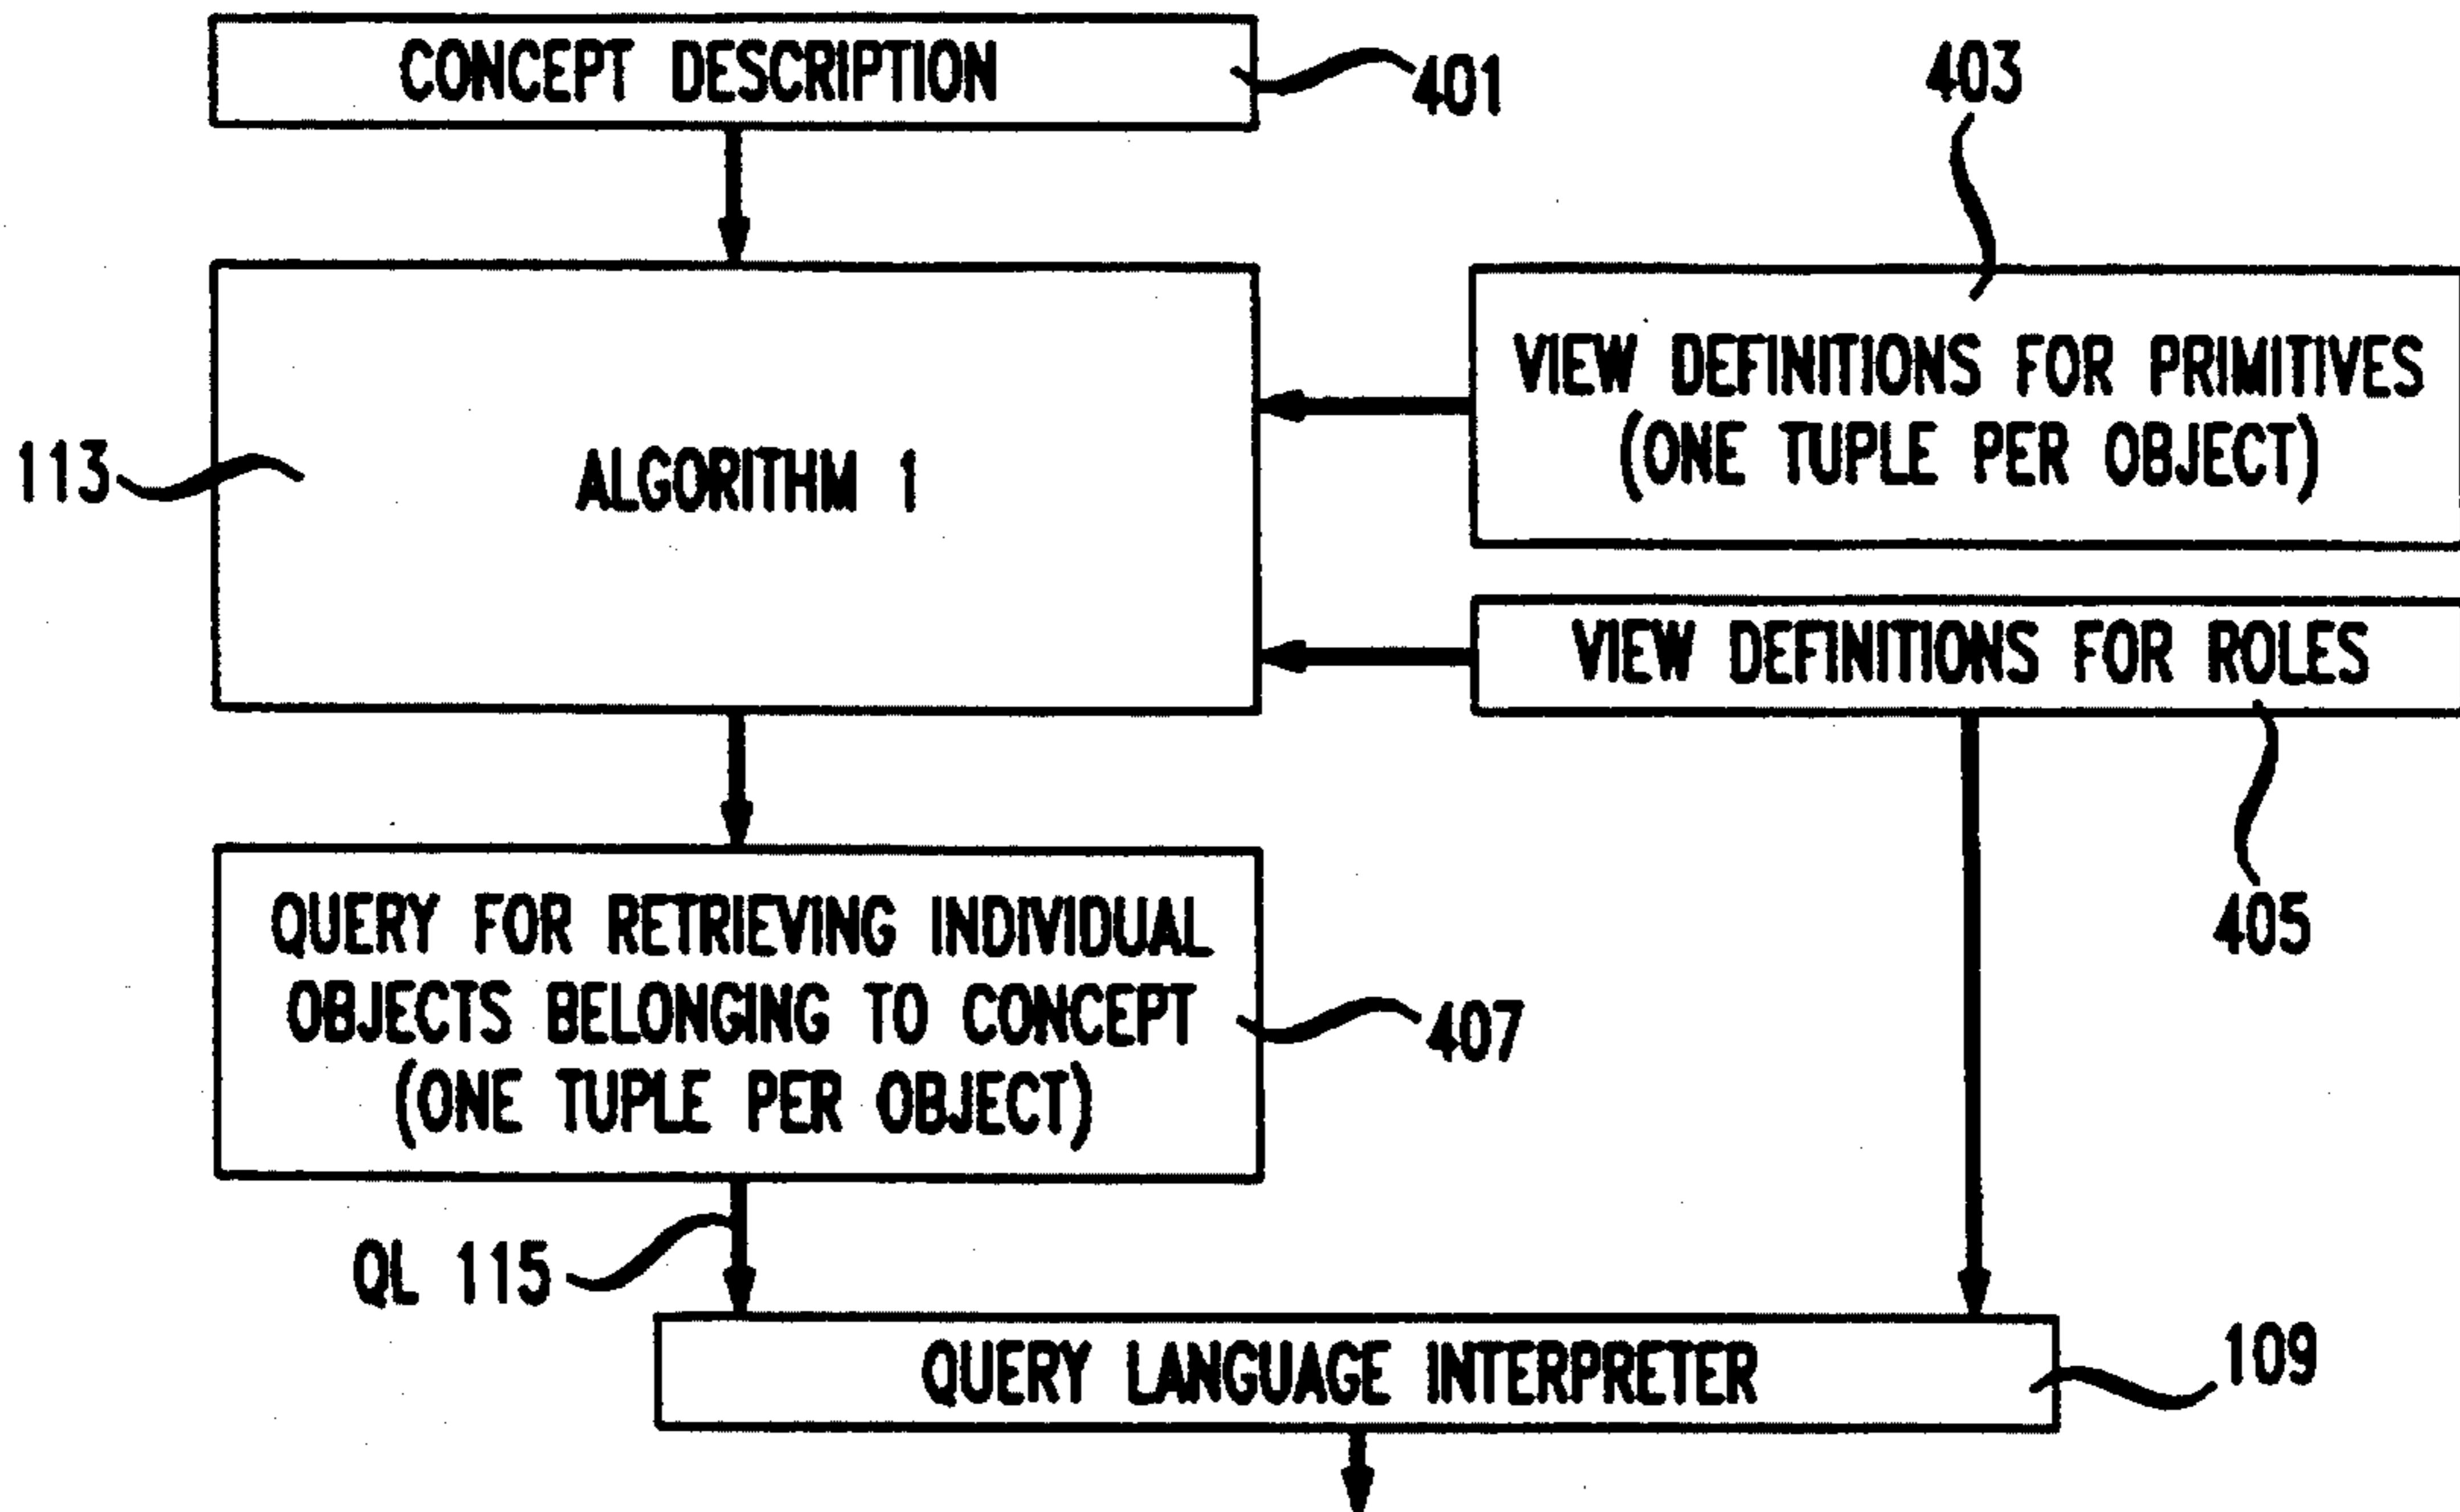 CONCEPT DESCRIPTION
401
403
113
ALGORITHM 1
VIEW DEFINITIONS FOR PRIMITIVES
(ONE TUPLE PER OBJECT)
VIEW DEFINITIONS FOR ROLES
405
QUERY FOR RETRIEVING INDIVIDUAL
OBJECTS BELONGING TO CONCEPT
(ONE TUPLE PER OBJECT)
407
QL 115
QUERY LANGUAGE INTERPRETER
109